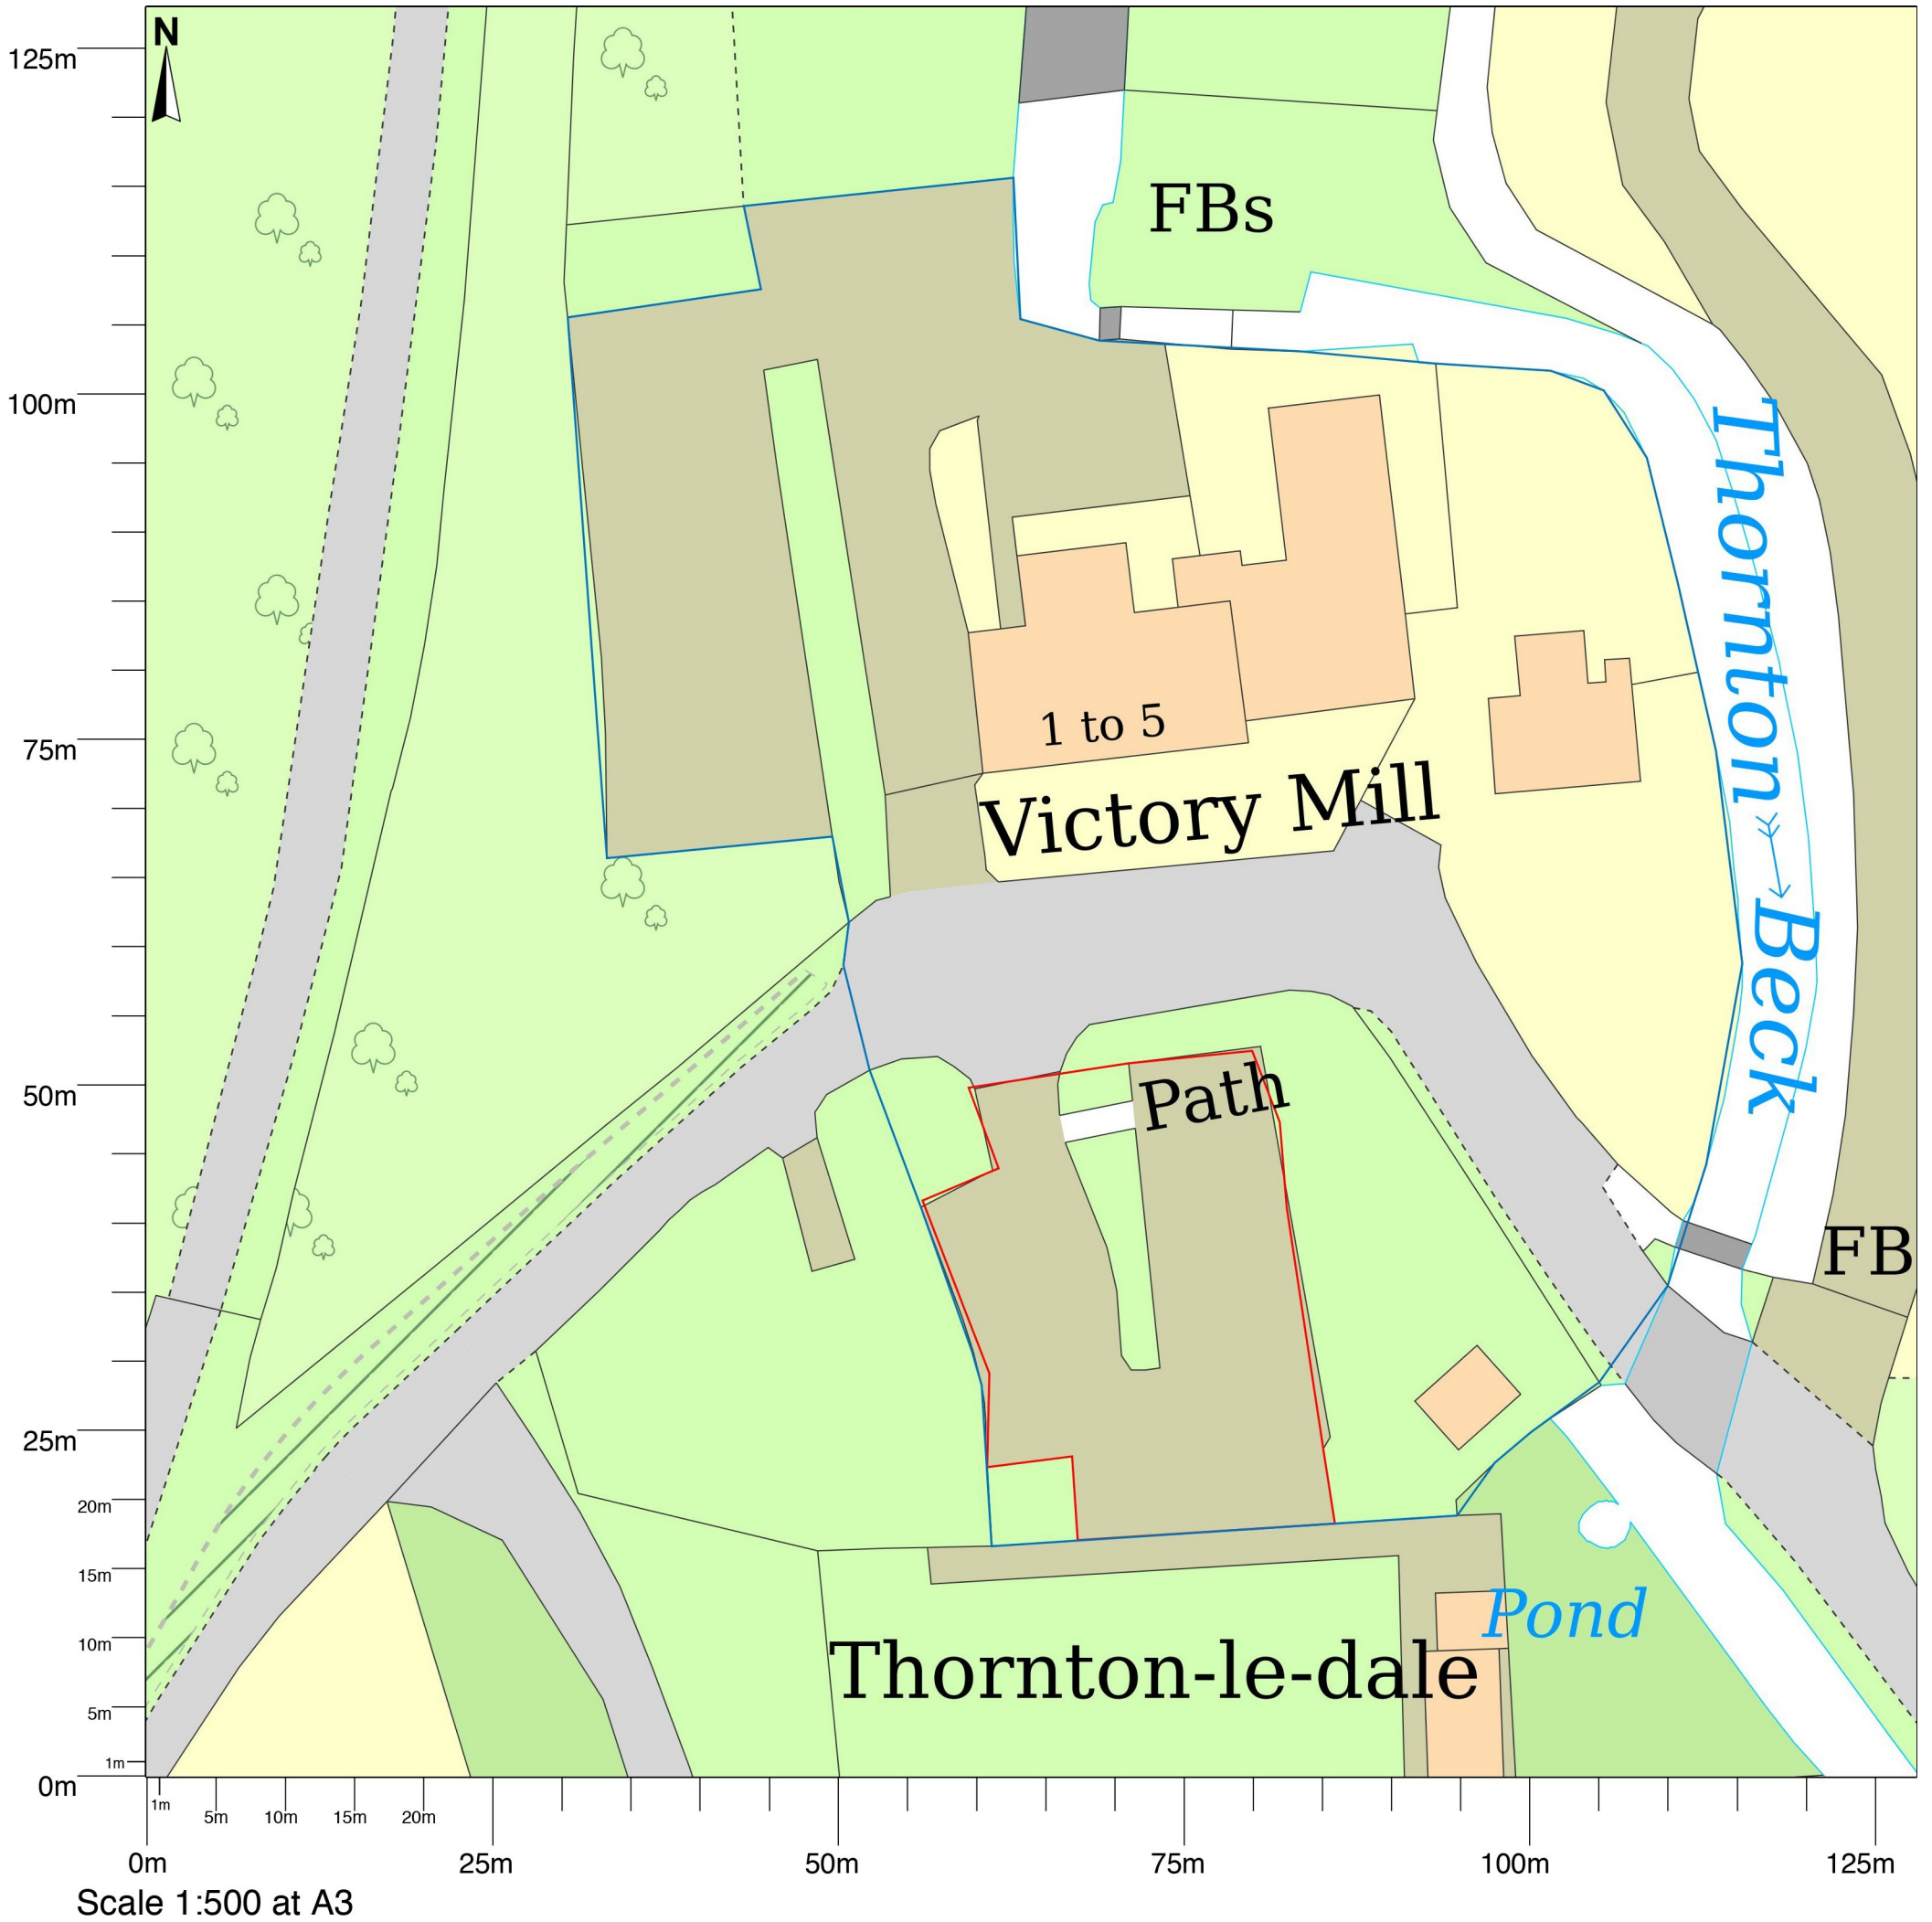 N
125m
FBs
100m
Thornton
1 to 5
75m
Victory Mill
Beck
50m
Path
FB
25m
20m
15m
Pond
10m
Thornton-le-dale
5m
1m
0m
1m
5m 10m 15m 20m
0m 25m 50m 75m 100m 125m
Scale 1:500 at A3